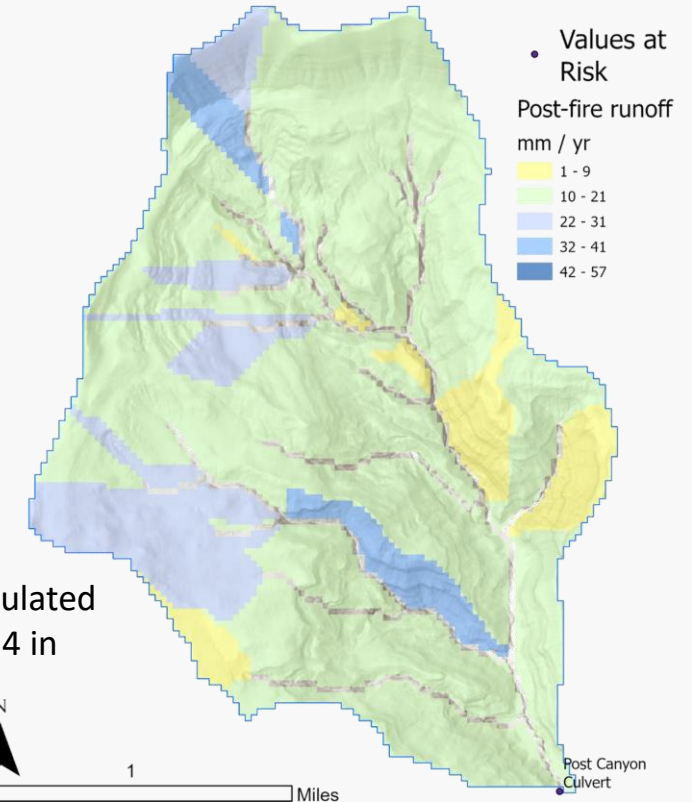 Values at
Risk
Post-fire runoff
mm / yr
1 - 9
10 - 21
22 - 31
32 - 41
42 - 57
ulated
4 in
N
1
Miles
Post Canyon
Culvert